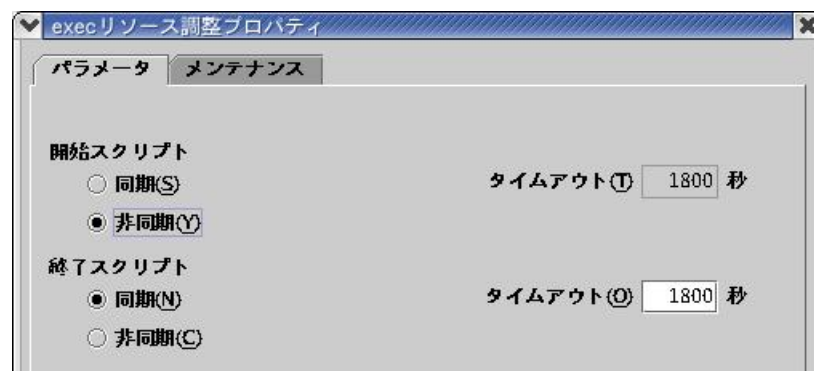 execリソース調整プロパティ
パラメータ メンテナンス
開始スクリプト
同期(S) タイムアウト(T) 1800 秒
非同期(Y)
終了スクリプト
同期(N) タイムアウト(O) 1800 秒
非同期(C)